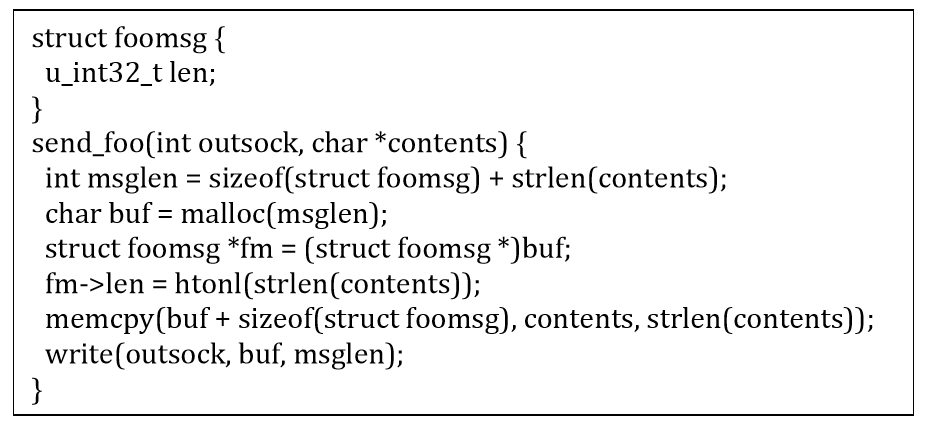 struct foomsg {
u_int32_t len;
}
send_foo(int outsock, char *contents) {
int msglen = sizeof(struct foomsg) + strlen(contents);
char buf = malloc(msglen);
struct foomsg *fm = (struct foomsg *)buf;
fm->len = htonl(strlen(contents));
memcpy(buf + sizeof(struct foomsg), contents, strlen(contents));
write(outsock, buf, msglen);
}